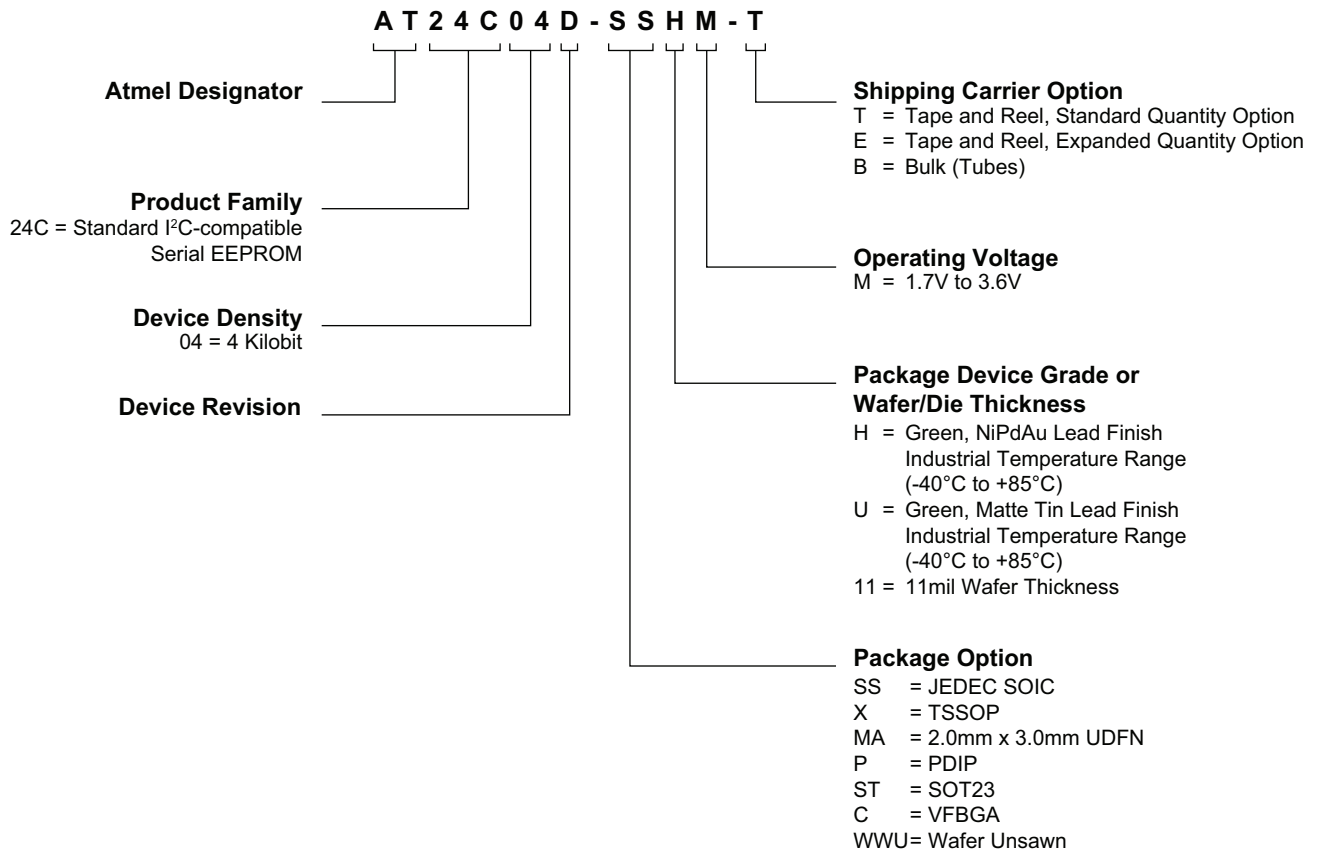 AT24C04D-SSHM-T
Atmel Designator
Product Family
24C = Standard I²C-compatible
Serial EEPROM
Device Density
04 = 4 Kilobit
Device Revision
Shipping Carrier Option
T = Tape and Reel, Standard Quantity Option
E = Tape and Reel, Expanded Quantity Option
B = Bulk (Tubes)
Operating Voltage
M = 1.7V to 3.6V
Package Device Grade or
Wafer/Die Thickness
H = Green, NiPdAu Lead Finish
Industrial Temperature Range
(-40°C to +85°C)
U = Green, Matte Tin Lead Finish
Industrial Temperature Range
(-40°C to +85°C)
11 = 11mil Wafer Thickness
Package Option
SS = JEDEC SOIC
X = TSSOP
MA = 2.0mm x 3.0mm UDFN
P = PDIP
ST = SOT23
C = VFBGA
WWU= Wafer Unsawn